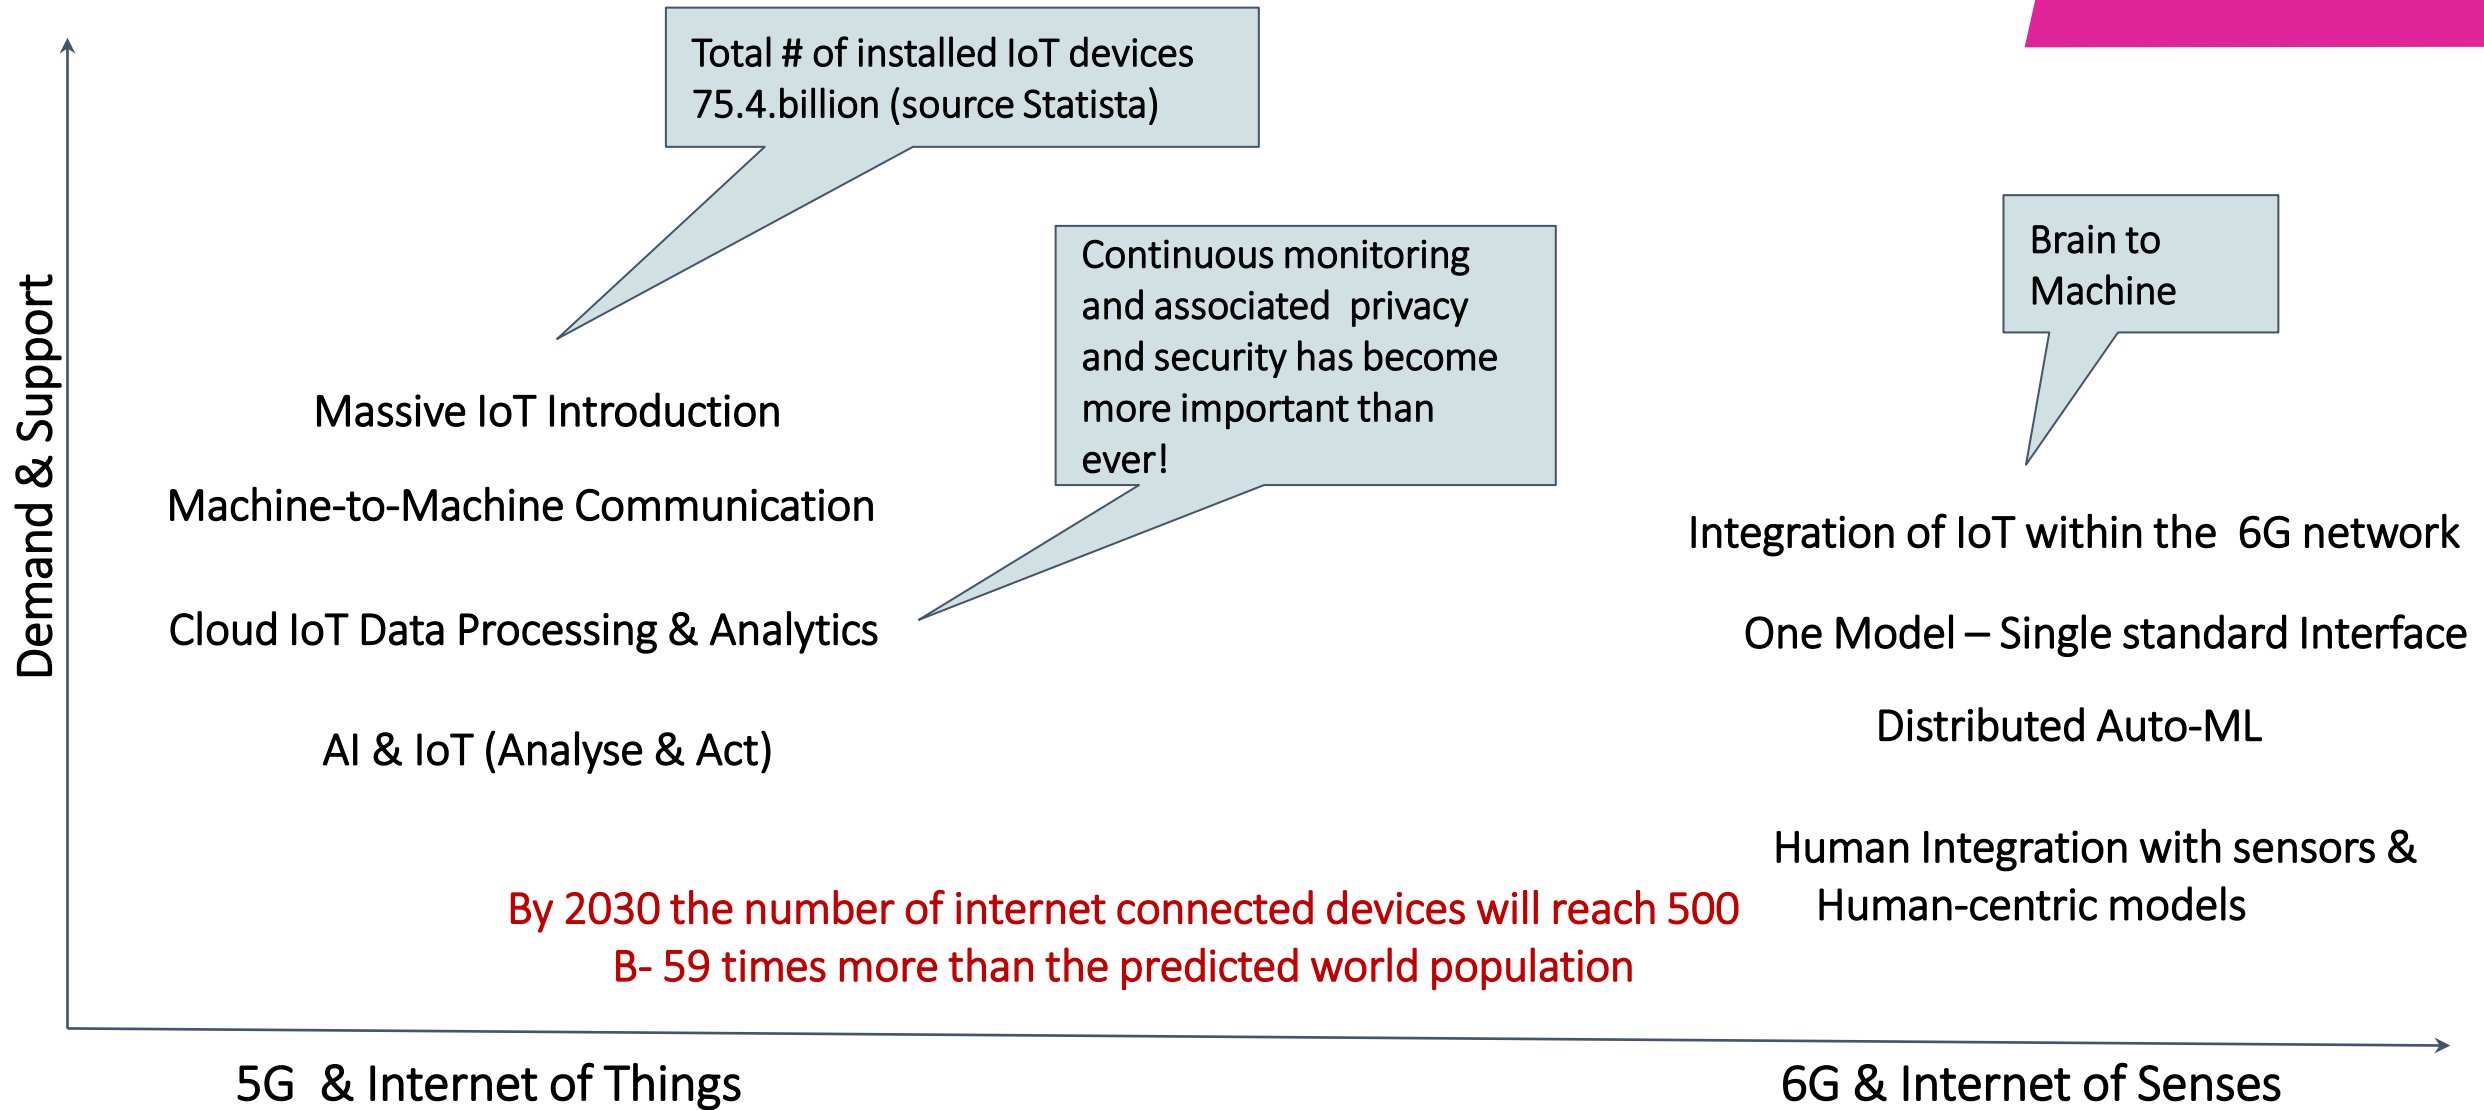 Total # of installed IoT devices
75.4.billion (source Statista)
Continuous monitoring
and associated  privacy
and security has become
more important than
ever!
Brain to
Machine
Demand & Support
Massive IoT Introduction
Machine-to-Machine Communication
Cloud IoT Data Processing & Analytics
AI & IoT (Analyse & Act)
Integration of IoT within the  6G network
One Model – Single standard Interface
Distributed Auto-ML
Human Integration with sensors &
Human-centric models
By 2030 the number of internet connected devices will reach 500
B- 59 times more than the predicted world population
5G  & Internet of Things
6G & Internet of Senses